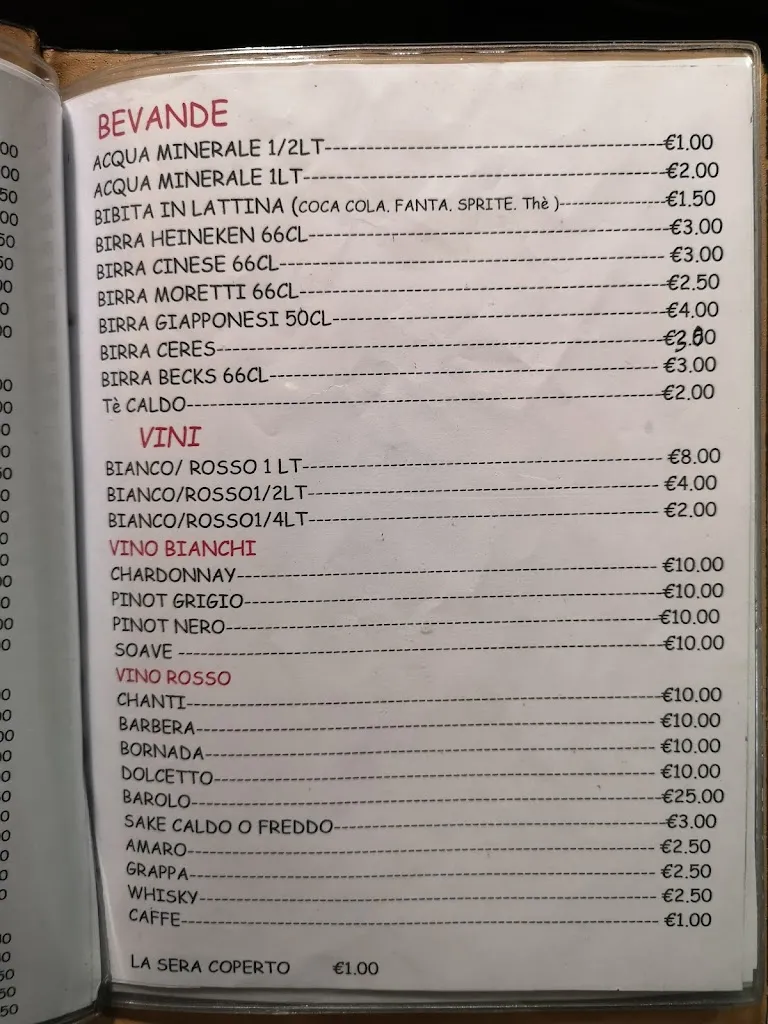 BEVANDE
ACQUA MINERALE 1/2LT €1.00
ACQUA MINERALE 1LT €2.00
BIBITA IN LATTINA (COCA COLA. FANTA. SPRITE. Thè ) €1.50
BIRRA HEINEKEN 66CL €3.00
BIRRA CINESE 66CL €3.00
BIRRA MORETTI 66CL €2.50
BIRRA GIAPPONESI 50CL €4.00
BIRRA CERES
BIRRA BECKS 66CL €3.00
Tè CALDO €2.00
VINI
BIANCO/ ROSSO 1 LT €8.00
BIANCO/ROSSO1/2LT €4.00
BIANCO/ROSSO1/4LT €2.00
VINO BIANCHI
CHARDONNAY €10.00
PINOT GRIGIO €10.00
PINOT NERO €10.00
SOAVE €10.00
VINO ROSSO
CHANTI €10.00
BARBERA €10.00
BORNADA €10.00
DOLCETTO €10.00
BAROLO €25.00
SAKE CALDO O FREDDO €3.00
AMARO €2.50
GRAPPA €2.50
WHISKY €2.50
CAFFE €1.00
LA SERA COPERTO €1.00